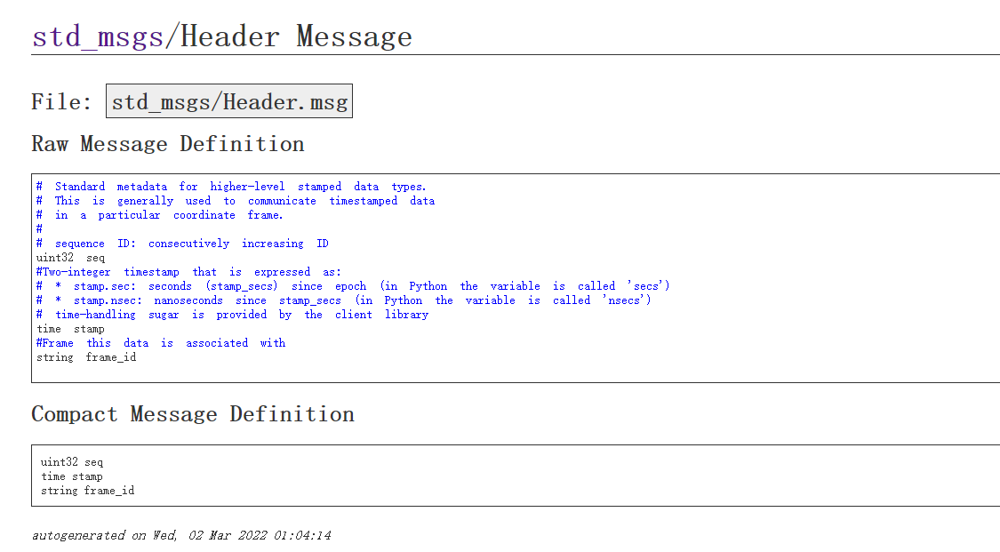 std_msgs/Header Message
File: std_msgs/Header.msg
Raw Message Definition
# Standard metadata for higher-level stamped data types.
# This is generally used to communicate timestamped data
# in a particular coordinate frame.
#
# sequence ID: consecutively increasing ID
uint32 seq
#Two-integer timestamp that is expressed as:
# * stamp.sec: seconds (stamp_secs) since epoch (in Python the variable is called 'secs')
# * stamp.nsec: nanoseconds since stamp_secs (in Python the variable is called 'nsecs')
# time-handling sugar is provided by the client library
time stamp
#Frame this data is associated with
string frame_id
Compact Message Definition
uint32 seq
time stamp
string frame_id
autogenerated on Wed, 02 Mar 2022 01:04:14